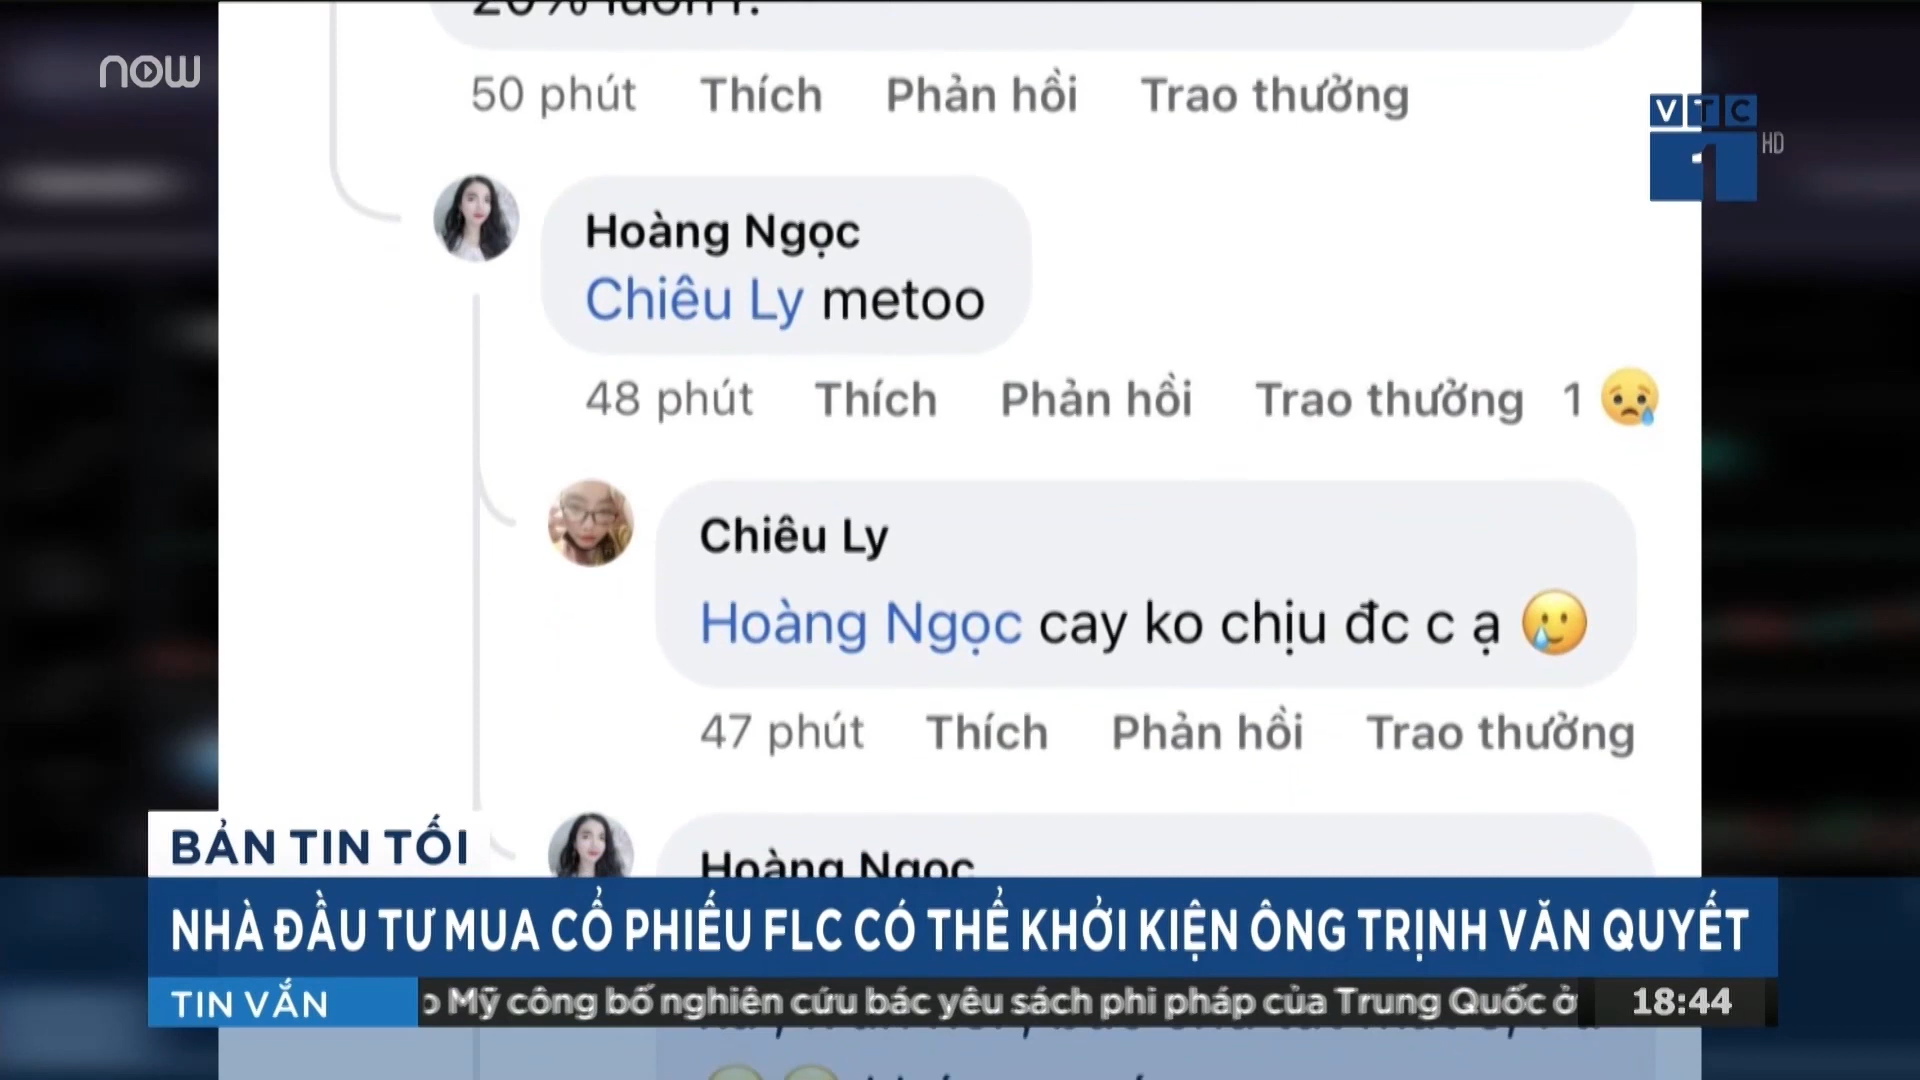 now
50 phút Thích Phản hồi Trao thưởng
VTC
1 HD
Hoàng Ngọc
Chiêu Ly metoo
48 phút Thích Phản hồi Trao thưởng 1 😢
Chiêu Ly
Hoàng Ngọc cay ko chịu đc c ạ 🥲
47 phút Thích Phản hồi Trao thưởng
BẢN TIN TỐI
Hoàng Ngọc
NHÀ ĐẦU TƯ MUA CỔ PHIẾU FLC CÓ THỂ KHỞI KIỆN ÔNG TRỊNH VĂN QUYẾT
TIN VẮN Mỹ công bố nghiên cứu bác yêu sách phi pháp của Trung Quốc ở 18:44